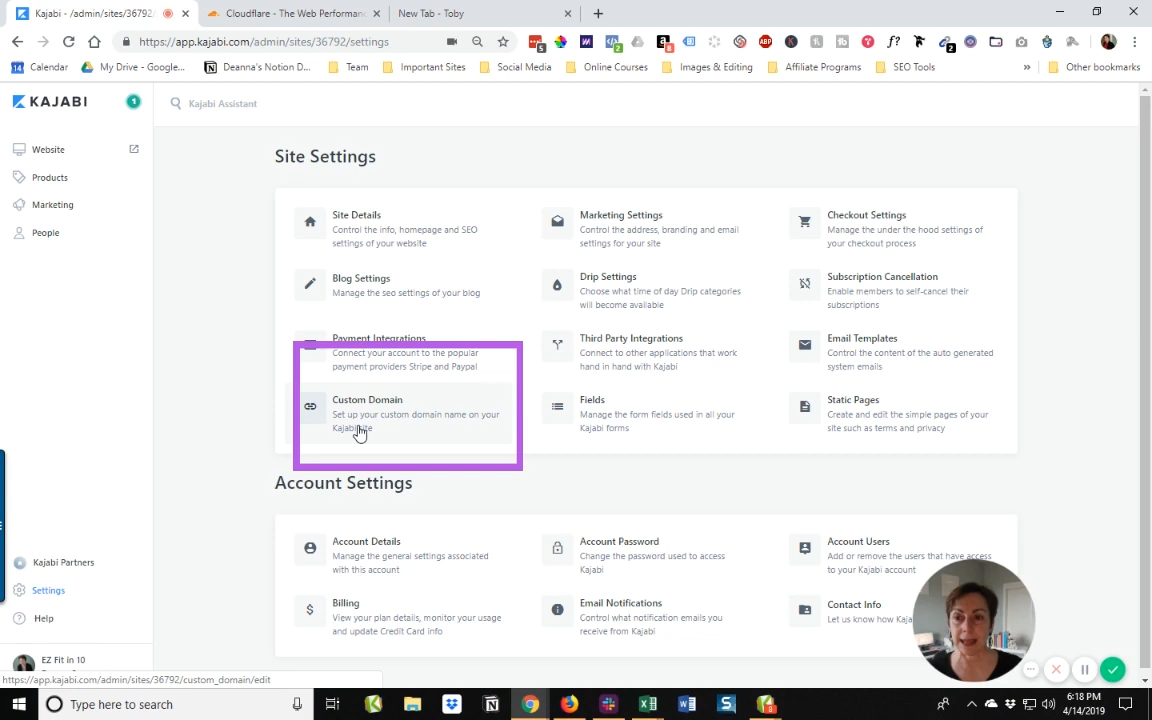 Kajabi - /admin/sites/36792/
Cloudflare - The Web Performanc
New Tab - Toby
https://app.kajabi.com/admin/sites/36792/settings
Calendar
My Drive - Google...
Deanna's Notion D...
Team
Important Sites
Social Media
Online Courses
Images & Editing
Affiliate Programs
SEO Tools
»
Other bookmarks
KAJABI
1
Kajabi Assistant
Website
Products
Marketing
People
Site Settings
Site Details
Control the info, homepage and SEO
settings of your website
Marketing Settings
Control the address, branding and email
settings for your site
Checkout Settings
Manage the under the hood settings of
your checkout process
Blog Settings
Manage the seo settings of your blog
Drip Settings
Choose what time of day Drip categories
will become available
Subscription Cancellation
Enable members to self-cancel their
subscriptions
Payment Integrations
Connect your account to the popular
payment providers Stripe and Paypal
Third Party Integrations
Connect to other applications that work
hand in hand with Kajabi
Email Templates
Control the content of the auto generated
system emails
Custom Domain
Set up your custom domain name on your
Kajabi site
Fields
Manage the form fields used in all your
Kajabi forms
Static Pages
Create and edit the simple pages of your
site such as terms and privacy
Account Settings
Account Details
Manage the general settings associated
with this account
Account Password
Change the password used to access
Kajabi
Account Users
Add or remove the users that have access
to your Kajabi account
Billing
View your plan details, monitor your usage
and update Credit Card info
Email Notifications
Control what notification emails you
receive from Kajabi
Contact Info
Let us know how Kaja
Kajabi Partners
Settings
Help
EZ Fit in 10
https://app.kajabi.com/admin/sites/36792/custom_domain/edit
Type here to search
6:18 PM
4/14/2019